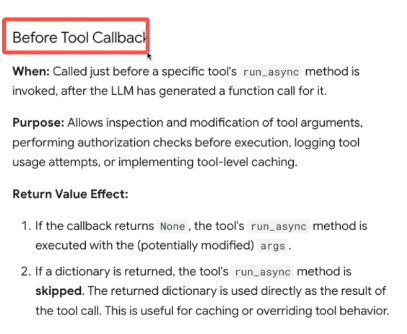 Before Tool Callback
When: Called just before a specific tool's run_async method is
invoked, after the LLM has generated a function call for it.
Purpose: Allows inspection and modification of tool arguments,
performing authorization checks before execution, logging tool
usage attempts, or implementing tool-level caching.
Return Value Effect:
1. If the callback returns None, the tool's run_async method is
executed with the (potentially modified) args.
2. If a dictionary is returned, the tool's run_async method is
skipped. The returned dictionary is used directly as the result of
the tool call. This is useful for caching or overriding tool behavior.